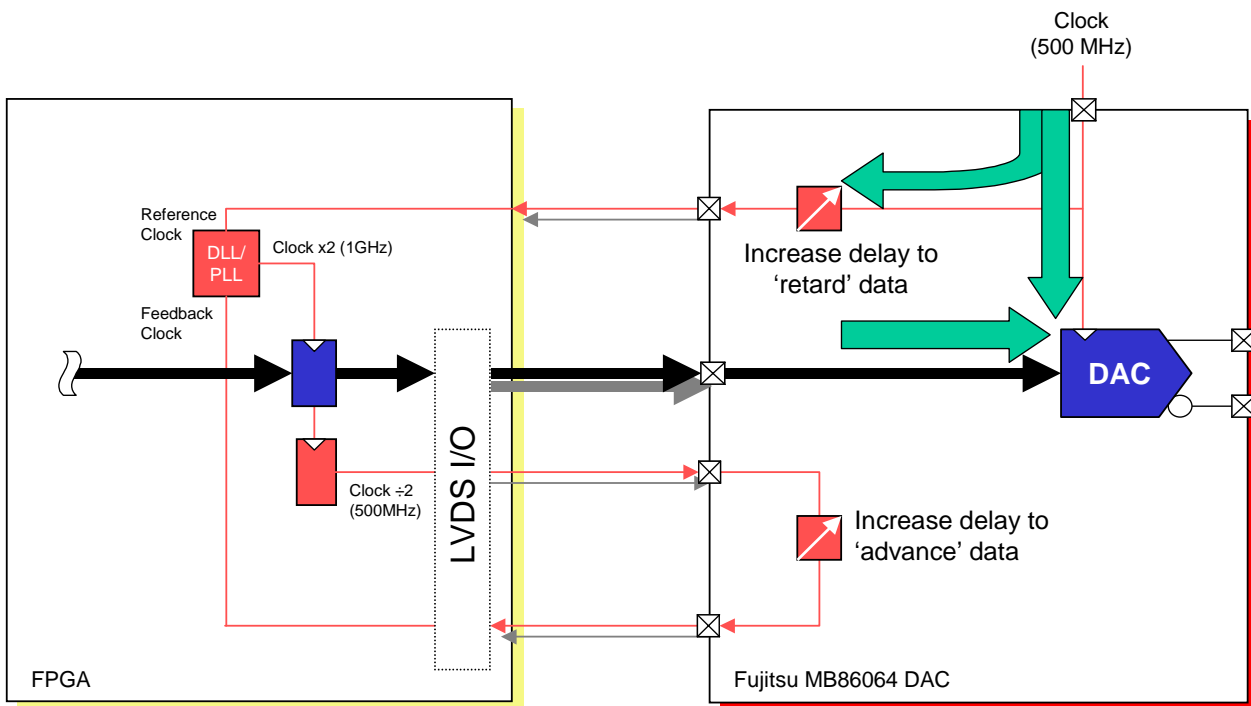 Clock
(500 MHz)
Reference
Clock
DLL/
PLL
Clock x2 (1GHz)
Feedback
Clock
Increase delay to
‘retard’ data
DAC
LVDS I/O
Clock ÷2
(500MHz)
Increase delay to
‘advance’ data
FPGA
Fujitsu MB86064 DAC